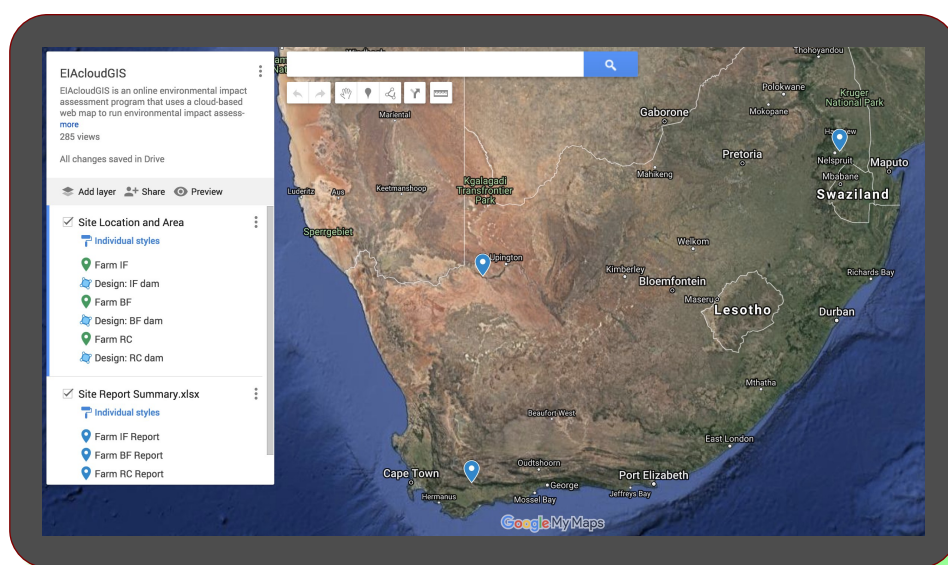 EIAcloudGIS
EIAcloudGIS is an online environmental impact
assessment program that uses a cloud-based
web map to run environmental impact assess-
more
285 views
All changes saved in Drive
Add layer Share Preview
Site Location and Area
Individual styles
Farm IF
Design: IF dam
Farm BF
Design: BF dam
Farm RC
Design: RC dam
Site Report Summary.xlsx
Individual styles
Farm IF Report
Farm BF Report
Farm RC Report
Thohoyandou
Polokwane
Kruger
National Park
Mokopane
Gaborone
Mariental
Pretoria
Nelspruit
Maputo
Mbabane
Mahikeng
Swaziland
Kgalagadi
Transfrontier
Park
Luderitz
Aus
Keetmanshoop
Sperrgebiet
Welkom
Upington
Kimberley
Bloemfontein
Richards Bay
Maseru
Lesotho
Durban
Mthatha
Beaufort West
East London
Oudtshoorn
Cape Town
Port Elizabeth
George
Jeffreys Bay
Hermanus
Mossel Bay
Google My Maps